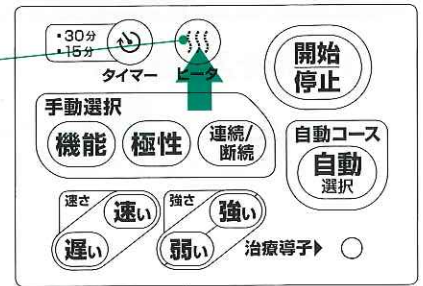 ・30分
・15分
タイマー
ヒータ
開始
停止
手動選択
機能
極性
連続/
断続
自動コース
自動
選択
速さ
速い
遅い
強さ
強い
弱い
治療導子▶